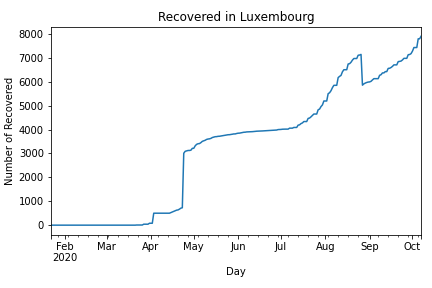 Recovered in Luxembourg
Number of Recovered
8000
7000
6000
5000
4000
3000
2000
1000
0
Feb Mar Apr May Jun Jul Aug Sep Oct
2020
Day